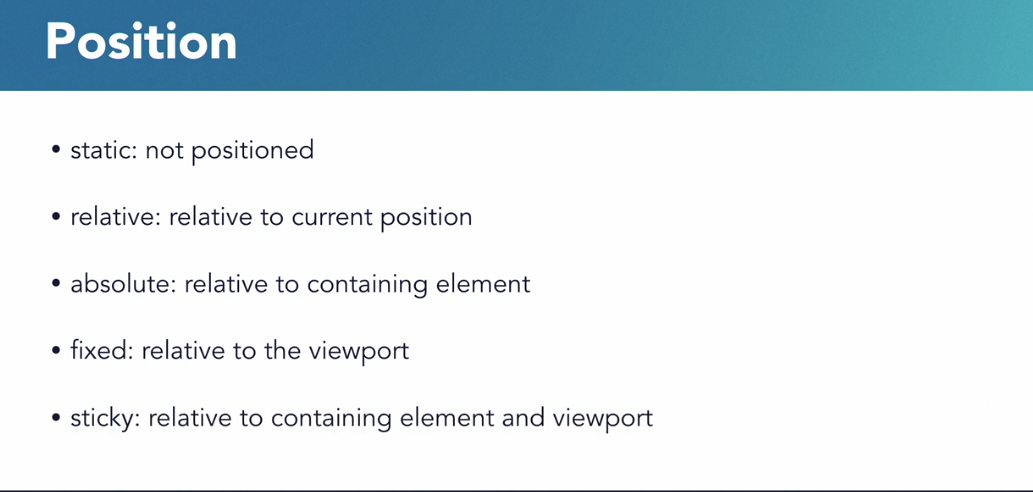 Position
• static: not positioned
• relative: relative to current position
• absolute: relative to containing element
• fixed: relative to the viewport
• sticky: relative to containing element and viewport